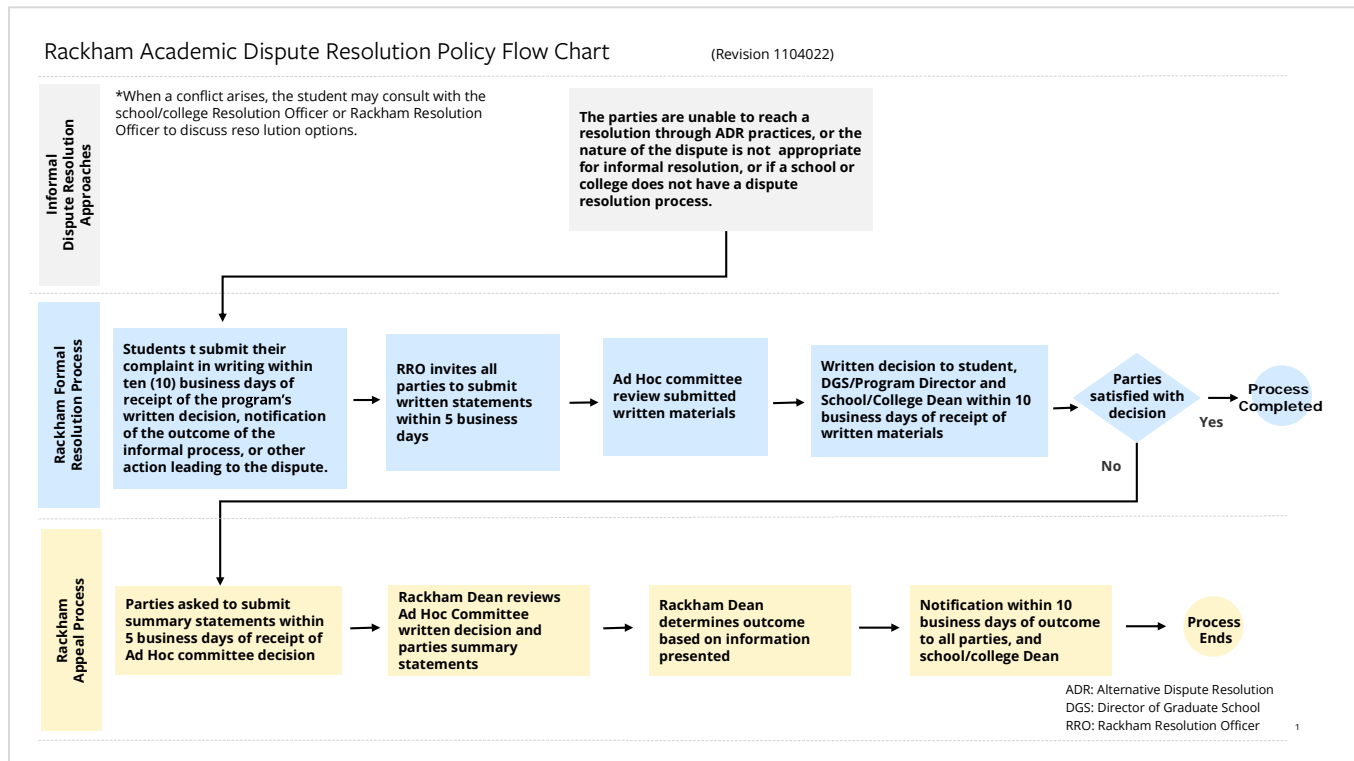 Rackham Academic Dispute Resolution Policy Flow Chart
(Revision 1104022)
Informal
Dispute Resolution
Approaches
*When a conflict arises, the student may consult with the
school/college Resolution Officer or Rackham Resolution
Officer to discuss reso lution options.
The parties are unable to reach a
resolution through ADR practices, or the
nature of the dispute is not appropriate
for informal resolution, or if a school or
college does not have a dispute
resolution process.
Rackham Formal
Resolution Process
Students t submit their
complaint in writing within
ten (10) business days of
receipt of the program’s
written decision, notification
of the outcome of the
informal process, or other
action leading to the dispute.
RRO invites all
parties to submit
written statements
within 5 business
days
Ad Hoc committee
review submitted
written materials
Written decision to student,
DGS/Program Director and
School/College Dean within 10
business days of receipt of
written materials
Parties
satisfied with
decision
Yes
Process
Completed
No
Rackham
Appeal Process
Parties asked to submit
summary statements within
5 business days of receipt of
Ad Hoc committee decision
Rackham Dean reviews
Ad Hoc Committee
written decision and
parties summary
statements
Rackham Dean
determines outcome
based on information
presented
Notification within 10
business days of outcome
to all parties, and
school/college Dean
Process
Ends
ADR: Alternative Dispute Resolution
DGS: Director of Graduate School
RRO: Rackham Resolution Officer
1